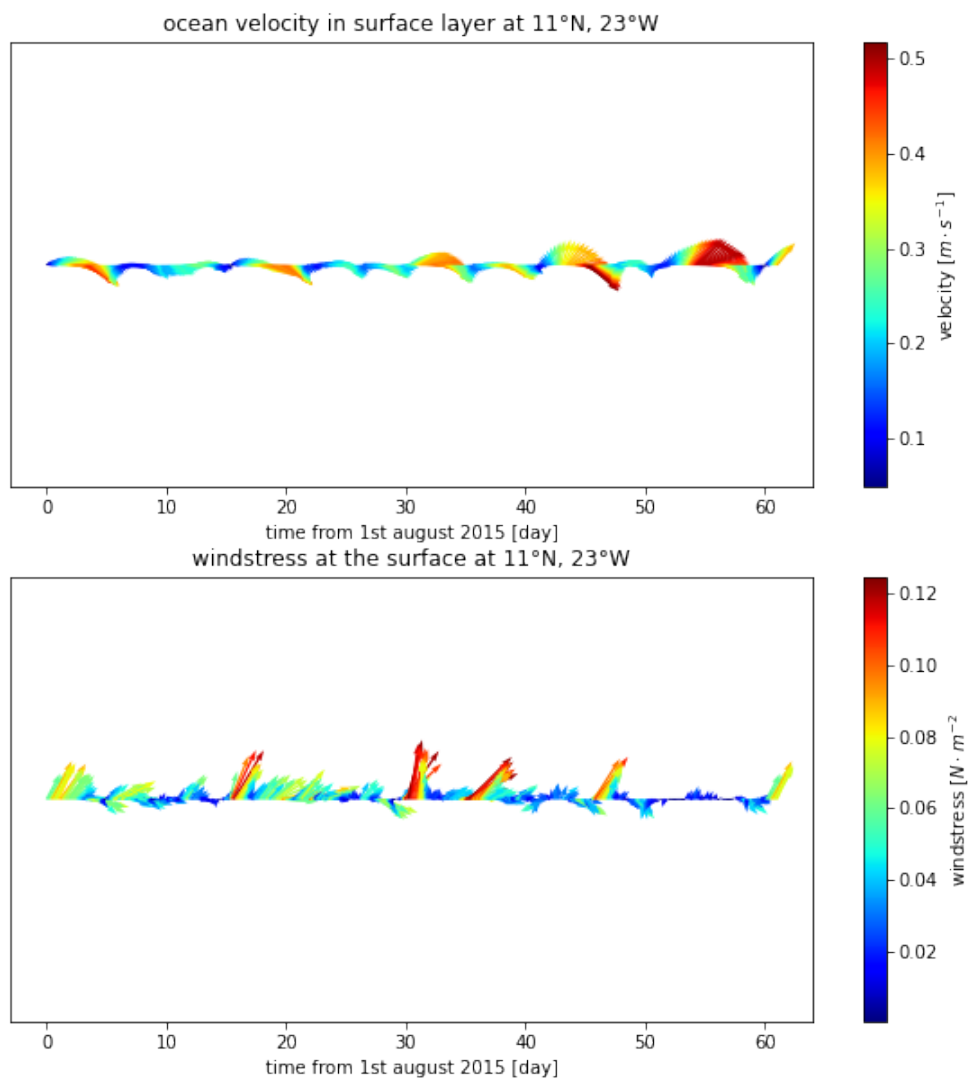 ocean velocity in surface layer at 11°N, 23°W
0.5
0.4
0.3
0.2
0.1
velocity [m · s⁻¹]
0 10 20 30 40 50 60
time from 1st august 2015 [day]
windstress at the surface at 11°N, 23°W
0.12
0.10
0.08
0.06
0.04
0.02
windstress [N · m⁻²
0 10 20 30 40 50 60
time from 1st august 2015 [day]